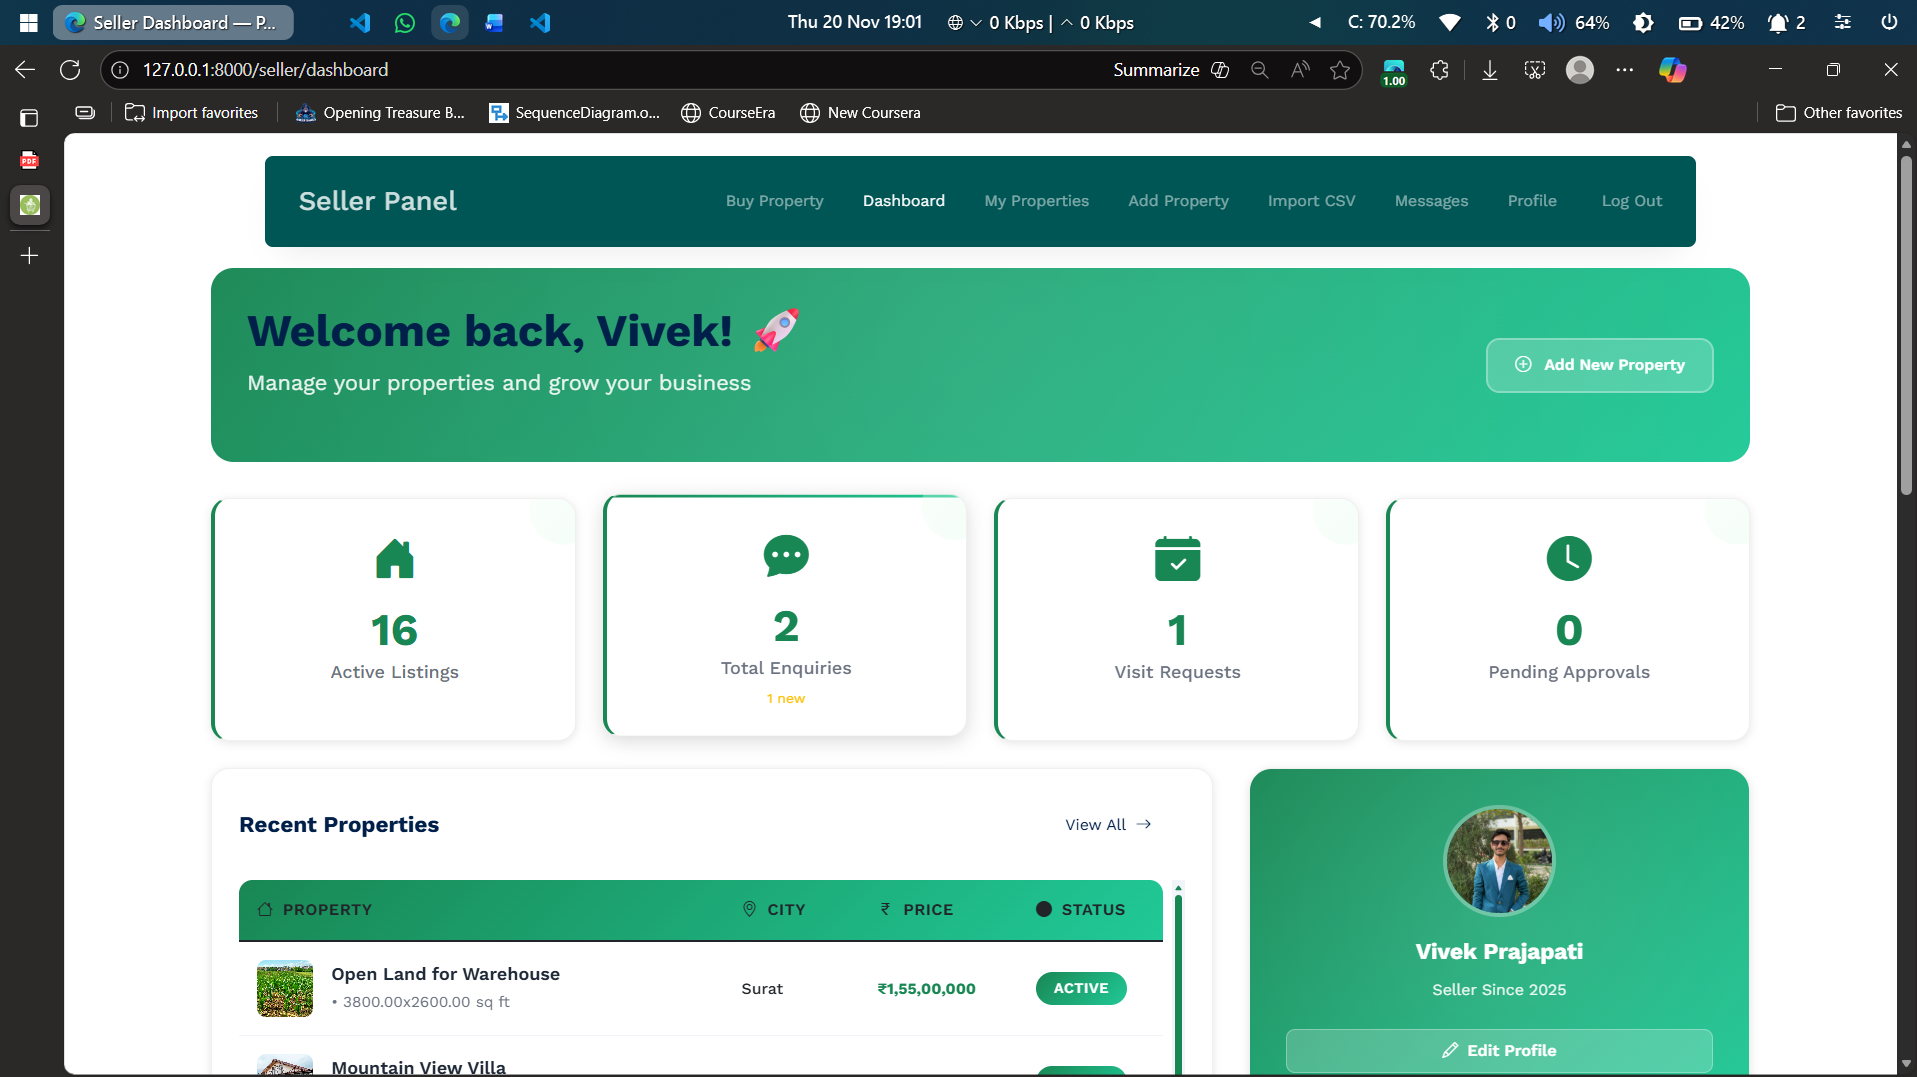 Seller Dashboard — P...
Thu 20 Nov 19:01
0 Kbps | 0 Kbps
C: 70.2%
0
64%
42%
2
127.0.0.1:8000/seller/dashboard
Summarize
1.00
Import favorites
Opening Treasure B...
SequenceDiagram.o...
CourseEra
New Coursera
Other favorites
PDF
Seller Panel
Buy Property
Dashboard
My Properties
Add Property
Import CSV
Messages
Profile
Log Out
Welcome back, Vivek! 🚀
Manage your properties and grow your business
Add New Property
16
Active Listings
2
Total Enquiries
1 new
1
Visit Requests
0
Pending Approvals
Recent Properties
View All →
PROPERTY
CITY
₹ PRICE
STATUS
Open Land for Warehouse
• 3800.00x2600.00 sq ft
Surat
₹1,55,00,000
ACTIVE
Mountain View Villa
Vivek Prajapati
Seller Since 2025
Edit Profile